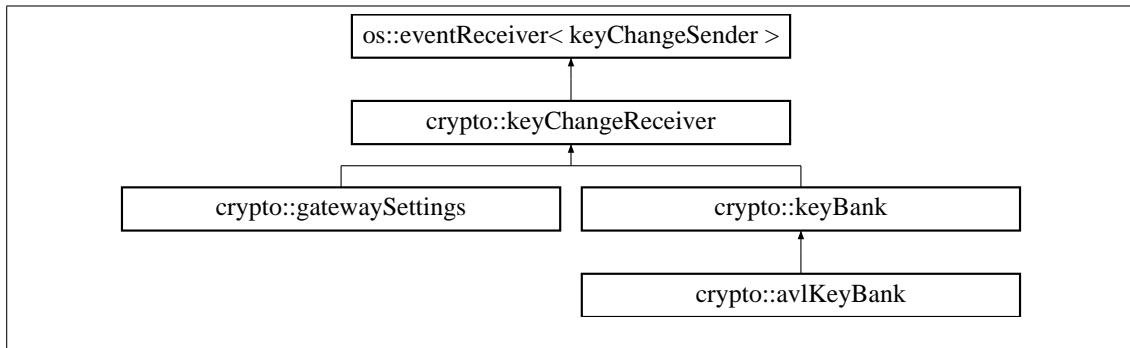 os::eventReceiver< keyChangeSender >
crypto::keyChangeReceiver
crypto::gatewaySettings
crypto::keyBank
crypto::avlKeyBank